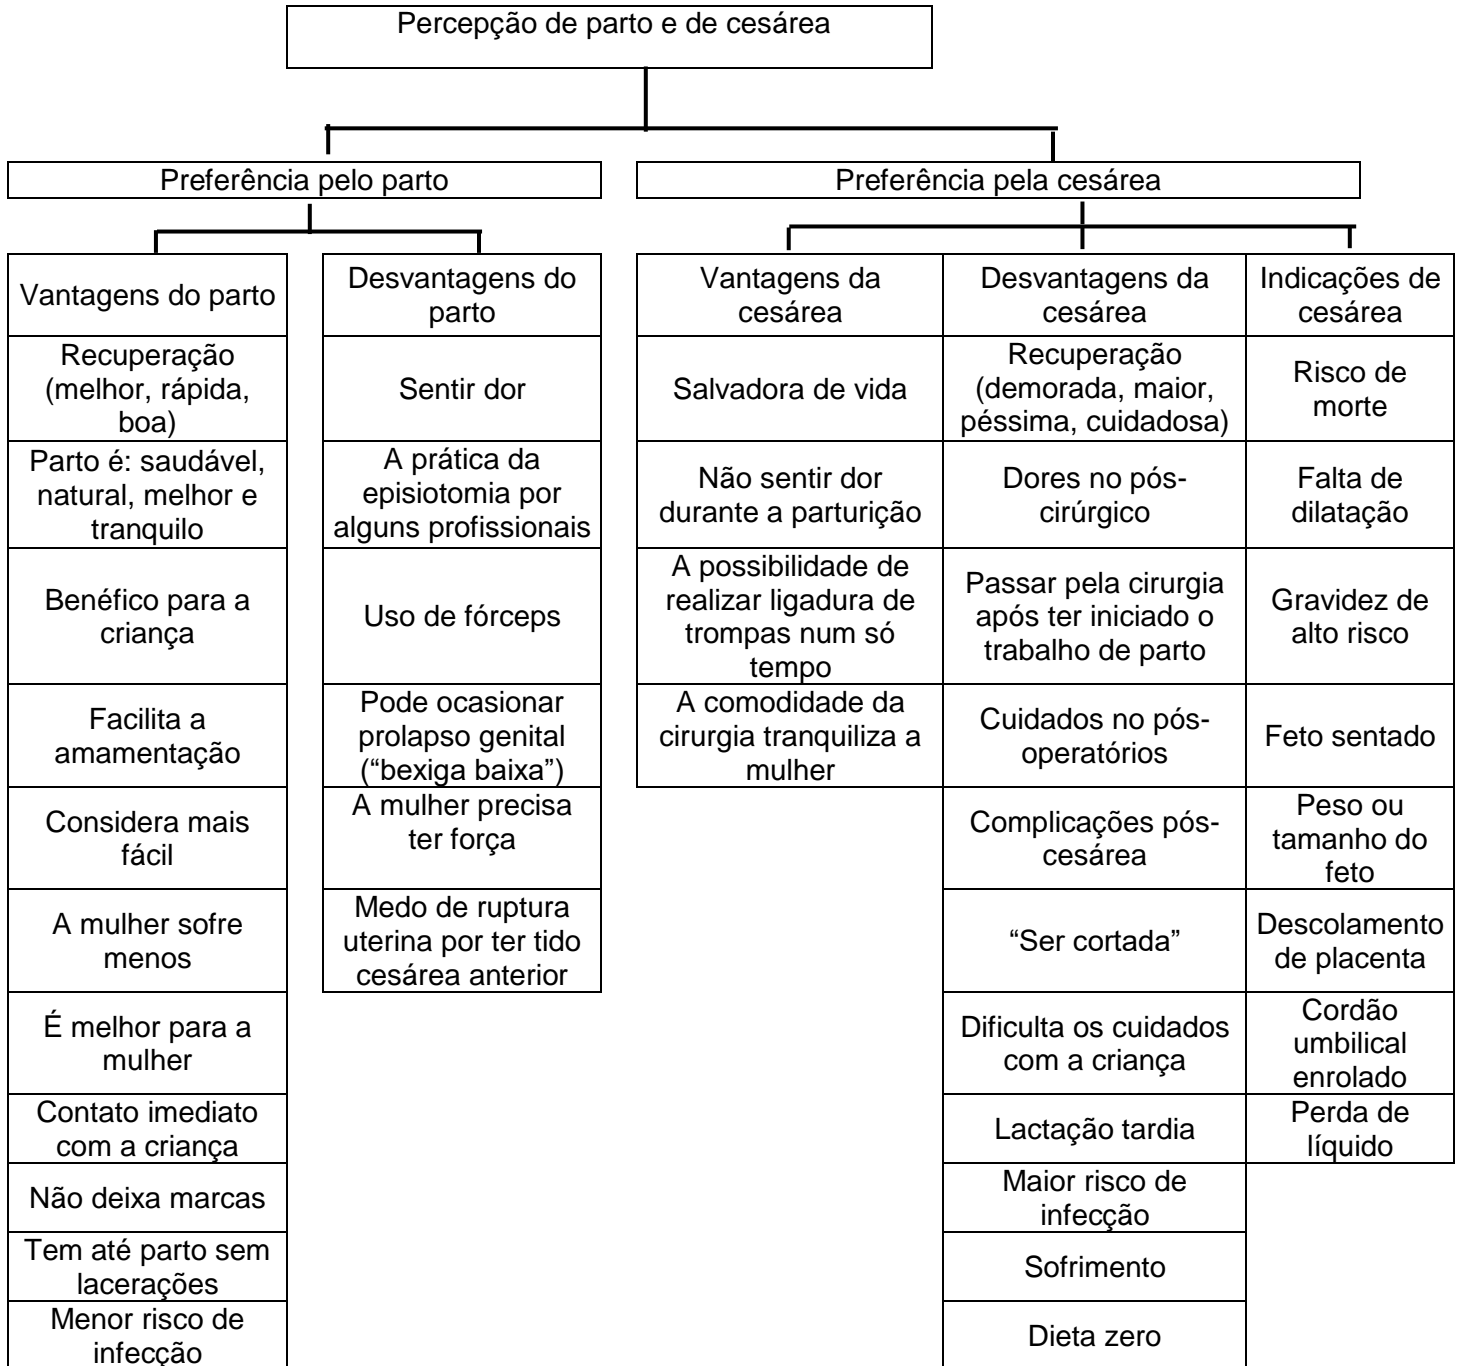 Percepção de parto e de cesárea
Preferência pelo parto
Preferência pela cesárea
Vantagens do parto
Recuperação
(melhor, rápida,
boa)
Parto é: saudável,
natural, melhor e
tranquilo
Benéfico para a
criança
Facilita a
amamentação
Considera mais
fácil
A mulher sofre
menos
É melhor para a
mulher
Contato imediato
com a criança
Não deixa marcas
Tem até parto sem
lacerações
Menor risco de
infecção
Desvantagens do
parto
Sentir dor
A prática da
episiotomia por
alguns profissionais
Uso de fórceps
Pode ocasionar
prolapso genital
(“bexiga baixa”)
A mulher precisa
ter força
Medo de ruptura
uterina por ter tido
cesárea anterior
Vantagens da
cesárea
Salvadora de vida
Não sentir dor
durante a parturição
A possibilidade de
realizar ligadura de
trompas num só
tempo
A comodidade da
cirurgia tranquiliza a
mulher
Desvantagens da
cesárea
Recuperação
(demorada, maior,
péssima, cuidadosa)
Dores no pós-
cirúrgico
Passar pela cirurgia
após ter iniciado o
trabalho de parto
Cuidados no pós-
operatórios
Complicações pós-
cesárea
“Ser cortada”
Dificulta os cuidados
com a criança
Lactação tardia
Maior risco de
infecção
Sofrimento
Dieta zero
Indicações de
cesárea
Risco de
morte
Falta de
dilatação
Gravidez de
alto risco
Feto sentado
Peso ou
tamanho do
feto
Descolamento
de placenta
Cordão
umbilical
enrolado
Perda de
líquido